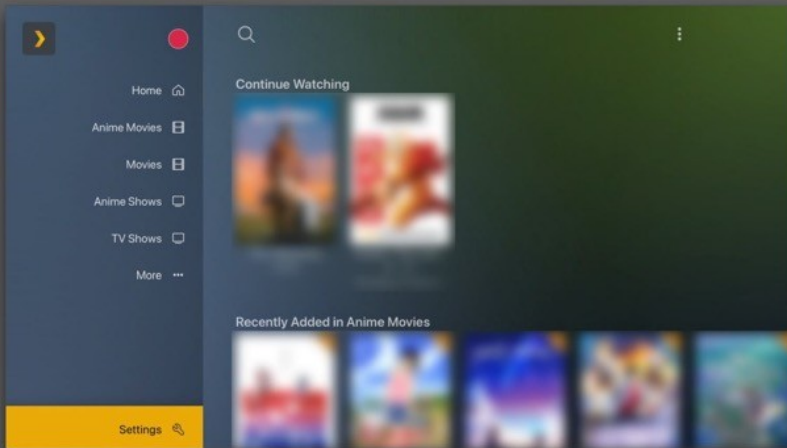 Home
Anime Movies
Movies
Anime Shows
TV Shows
More
Settings
Continue Watching
Recently Added in Anime Movies